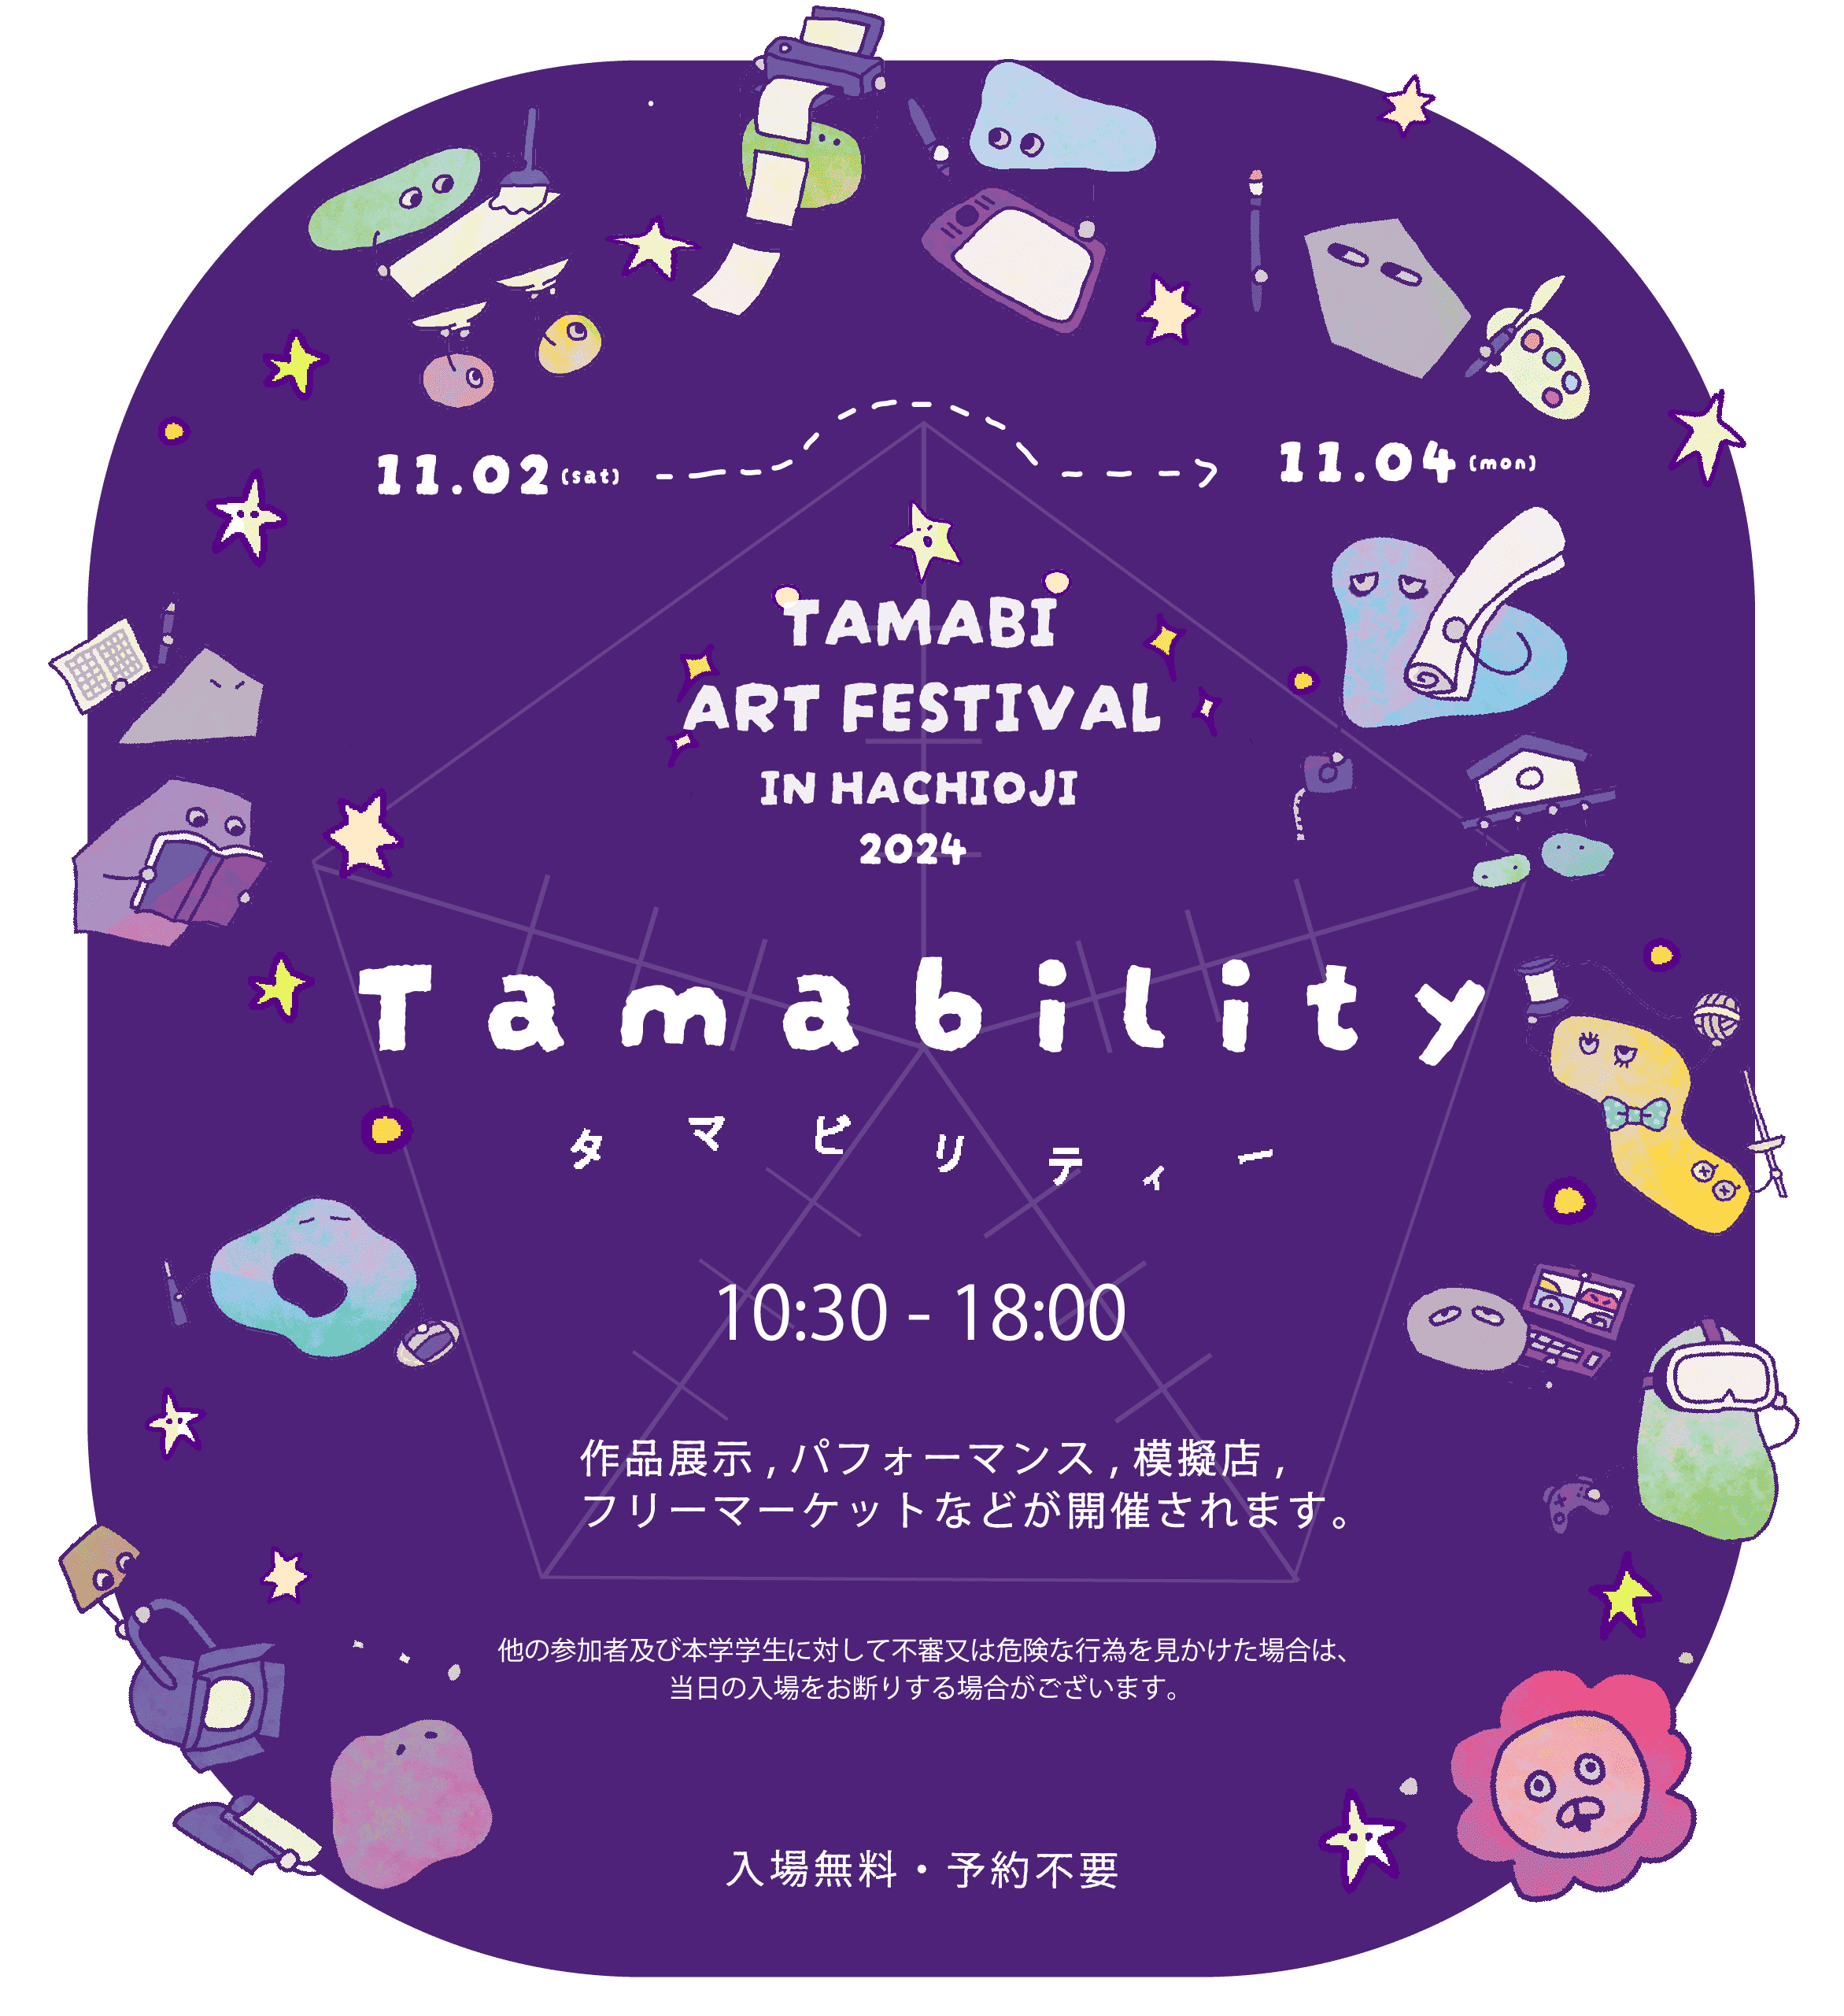 11.02 (sat)
11.04 (mon)
TAMABI
ART FESTIVAL
IN HACHIOJI
2024
Tamability
タマビリティー
10:30 - 18:00
作品展示 , パフォーマンス , 模擬店 ,
フリーマーケットなどが開催されます。
他の参加者及び本学学生に対して不審又は危険な行為を見かけた場合は、
当日の入場をお断りする場合がございます。
入場無料・予約不要